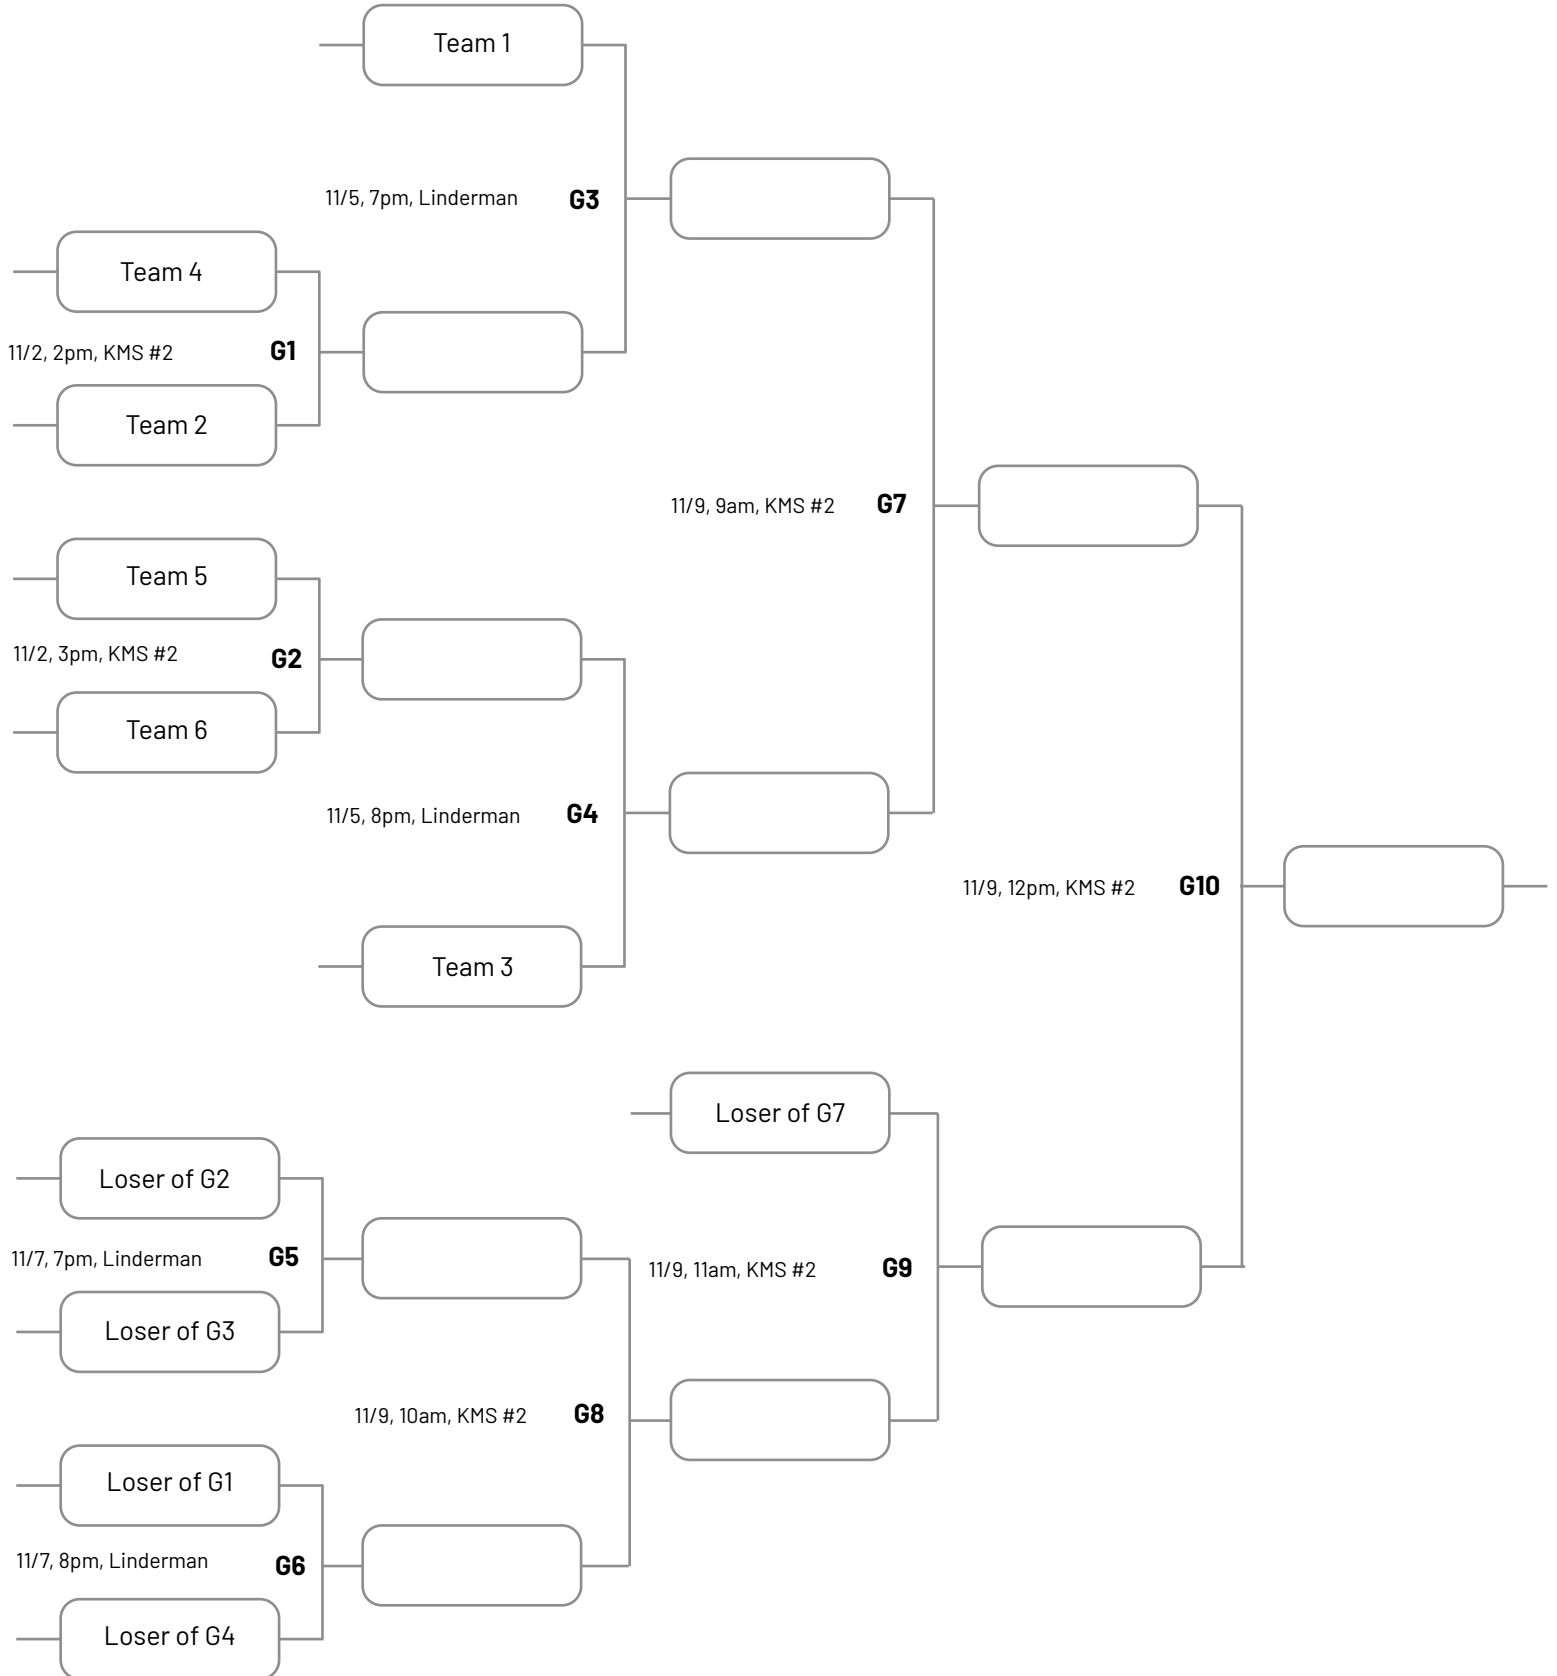 Team 1
11/5, 7pm, Linderman G3
Team 4
11/2, 2pm, KMS #2 G1
Team 2
11/9, 9am, KMS #2 G7
Team 5
11/2, 3pm, KMS #2 G2
Team 6
11/5, 8pm, Linderman G4
11/9, 12pm, KMS #2 G10
Team 3
Loser of G7
Loser of G2
11/7, 7pm, Linderman G5
11/9, 11am, KMS #2 G9
Loser of G3
11/9, 10am, KMS #2 G8
Loser of G1
11/7, 8pm, Linderman G6
Loser of G4